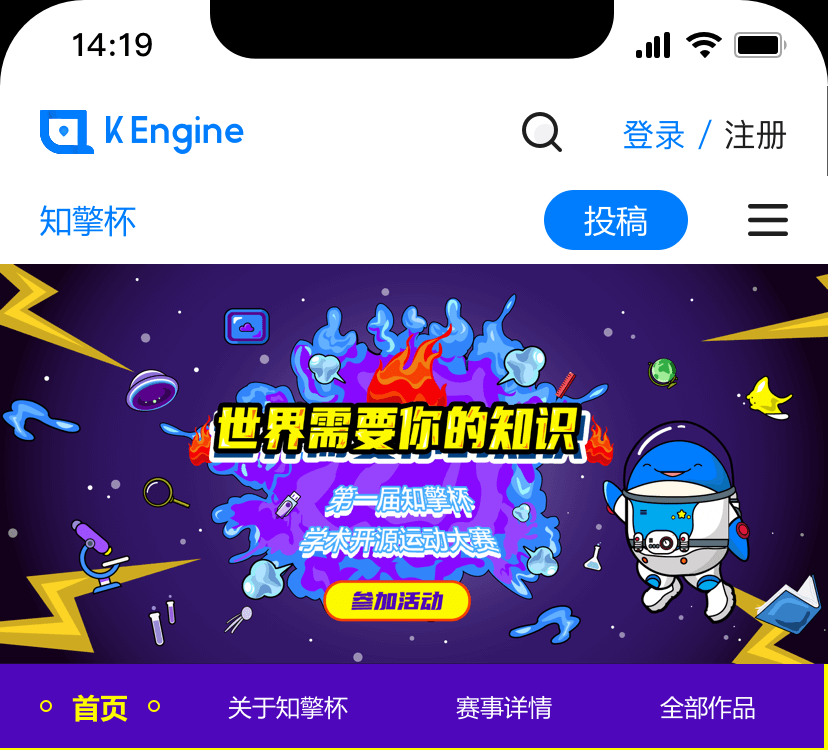 14:19
K Engine
登录 / 注册
知擎杯
投稿
世界需要你的知识
第一届知擎杯
学术开源运动大赛
参加活动
首页
关于知擎杯
赛事详情
全部作品